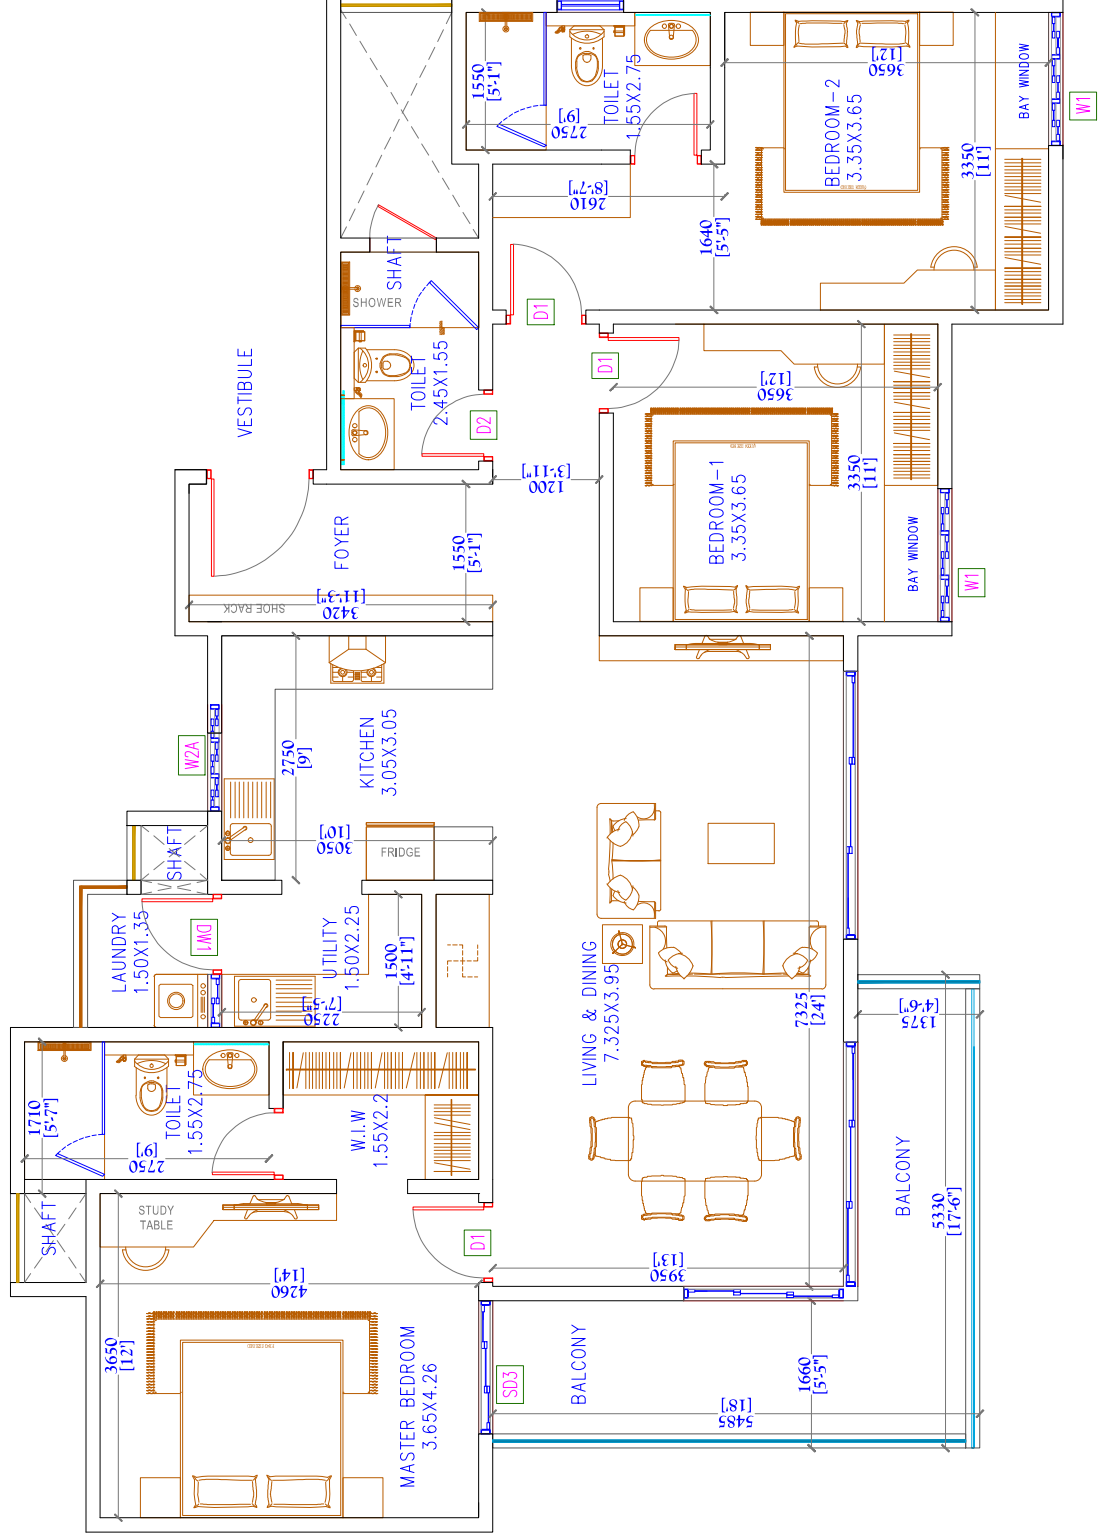 1550
[5'-1"]
TOILET
1.55X2.75
2750
[9']
3650
[12']
BEDROOM-2
3.35X3.65
BAY WINDOW
W1
3350
[11']
2610
[8'-7"]
1640
[5'-5"]
SHAFT
SHOWER
D1
TOILET
2.45X1.55
D1
D2
VESTIBULE
3650
[12']
BEDROOM-1
3.35X3.65
3350
[11']
BAY WINDOW
W1
1200
[3'-11"]
FOYER
1550
[5'-1"]
3420
[11'-3"]
SHOE RACK
W2A
2750
[9']
KITCHEN
3.05X3.05
3050
[10']
FRIDGE
SHAFT
LAUNDRY
1.50X1.35
DW1
UTILITY
1.50X2.25
1500
[4'-11"]
2250
[7'-5"]
LIVING & DINING
7.325X3.95
7325
[24']
1375
[4'-6"]
1710
[5'-7"]
TOILET
1.55X2.75
2750
[9']
W.I.W
1.55X2.2
BALCONY
5330
[17'-6"]
SHAFT
STUDY
TABLE
D1
3950
[13']
4260
[14']
3650
[12']
MASTER BEDROOM
3.65X4.26
SD3
BALCONY
1660
[5'-5"]
5485
[18']